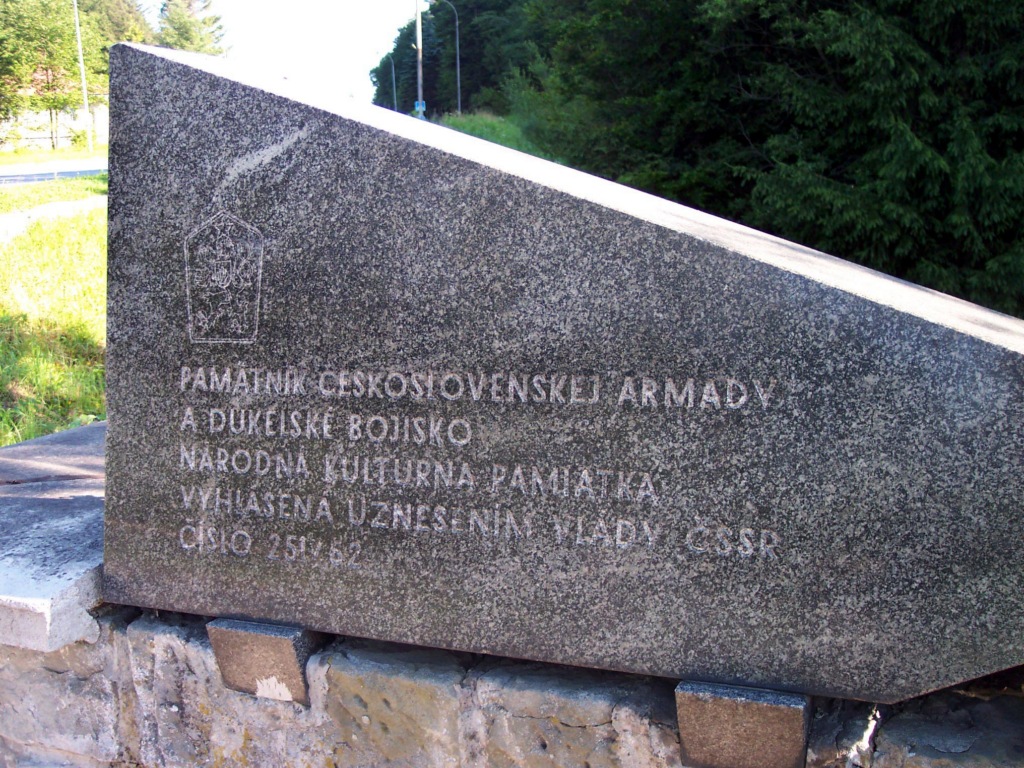 PAMÄTNÍK ČESKOSLOVENSKEJ ARMÁDY
A DUKELSKÉ BOJISKO
NÁRODNÁ KULTÚRNA PAMIATKA
VYHLÁSENÁ UZNESENÍM VLÁDY ČSSR
ČÍSLO 251/62